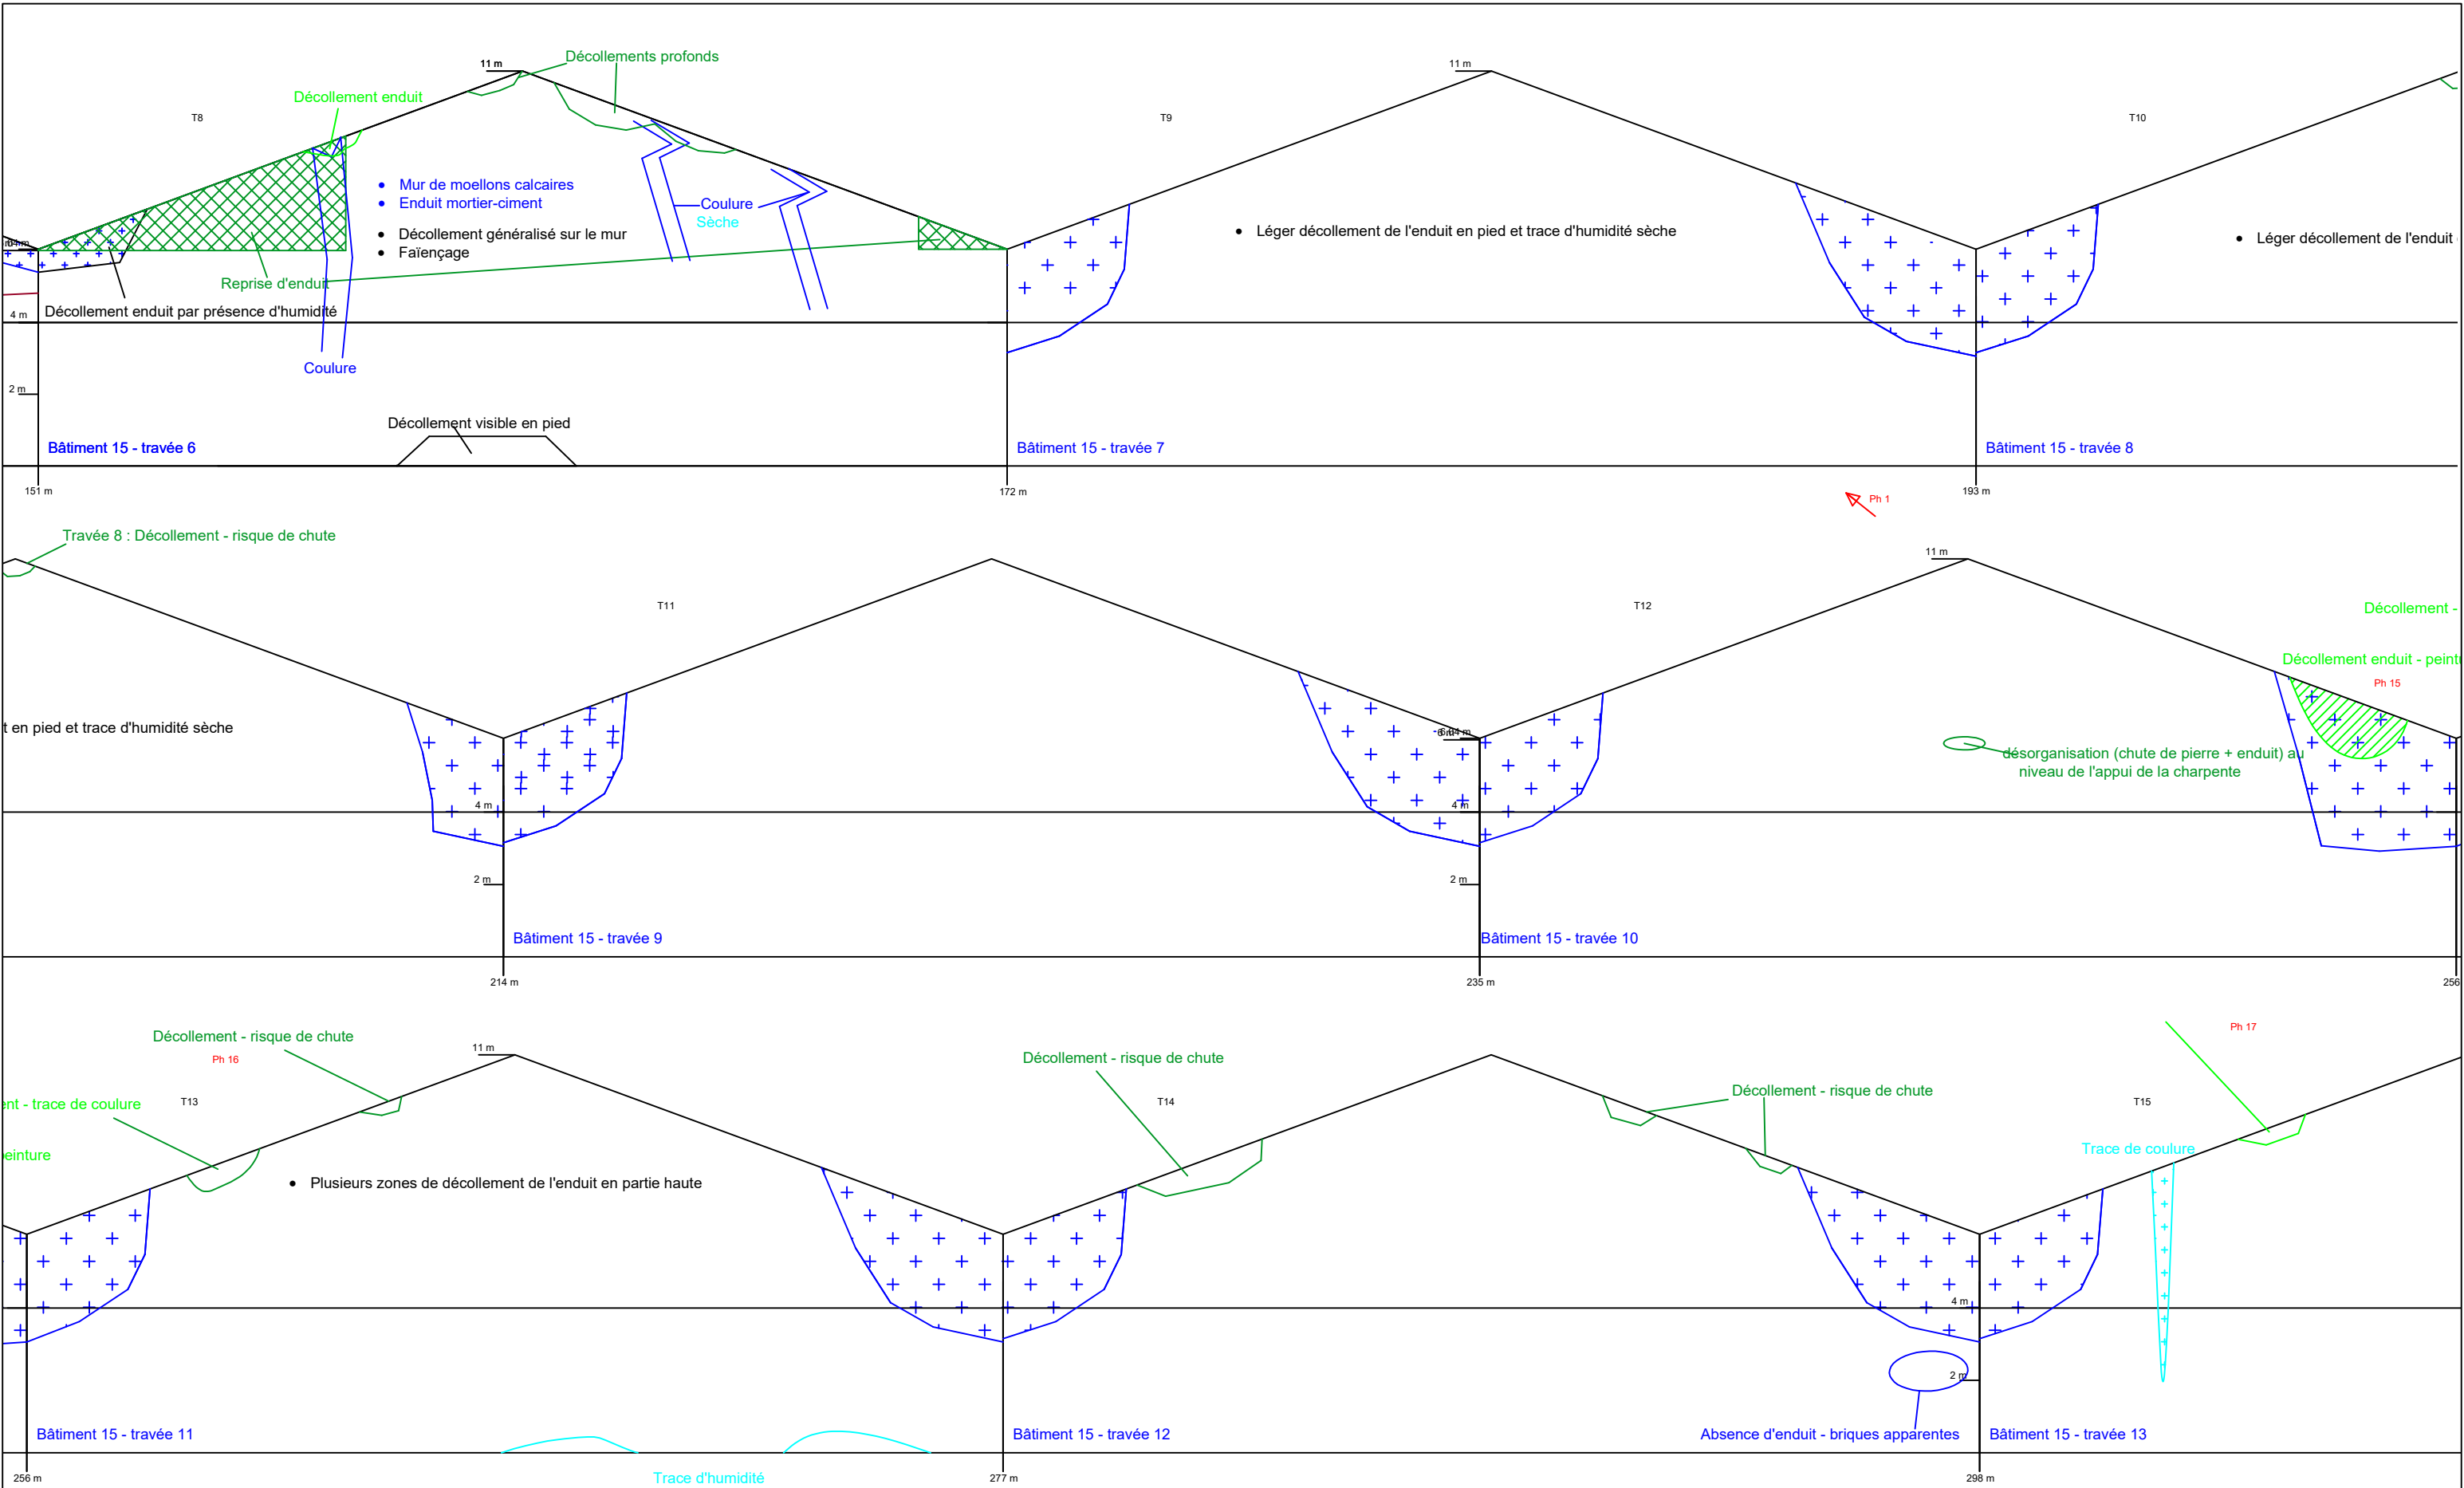 Décollements profonds
11 m
11 m
Décollement enduit
T8
T9
T10
Mur de moellons calcaires
Enduit mortier-ciment
Coulure
Sèche
Décollement généralisé sur le mur
Faïençage
Léger décollement de l'enduit en pied et trace d'humidité sèche
Léger décollement de l'enduit
Reprise d'enduit
Décollement enduit par présence d'humidité
4 m
Coulure
2 m
Décollement visible en pied
Bâtiment 15 - travée 6
Bâtiment 15 - travée 7
Bâtiment 15 - travée 8
151 m
172 m
193 m
Ph 1
Travée 8 : Décollement - risque de chute
11 m
T11
T12
Décollement -
Décollement enduit - peint
Ph 15
t en pied et trace d'humidité sèche
désorganisation (chute de pierre + enduit) au
niveau de l'appui de la charpente
4 m
4 m
2 m
2 m
Bâtiment 15 - travée 9
Bâtiment 15 - travée 10
214 m
235 m
256
Décollement - risque de chute
Ph 16
11 m
Décollement - risque de chute
Ph 17
Décollement - risque de chute
ent - trace de coulure
T13
T14
T15
Trace de coulure
einture
Plusieurs zones de décollement de l'enduit en partie haute
4 m
2 m
Bâtiment 15 - travée 11
Bâtiment 15 - travée 12
Absence d'enduit - briques apparentes
Bâtiment 15 - travée 13
256 m
Trace d'humidité
277 m
298 m